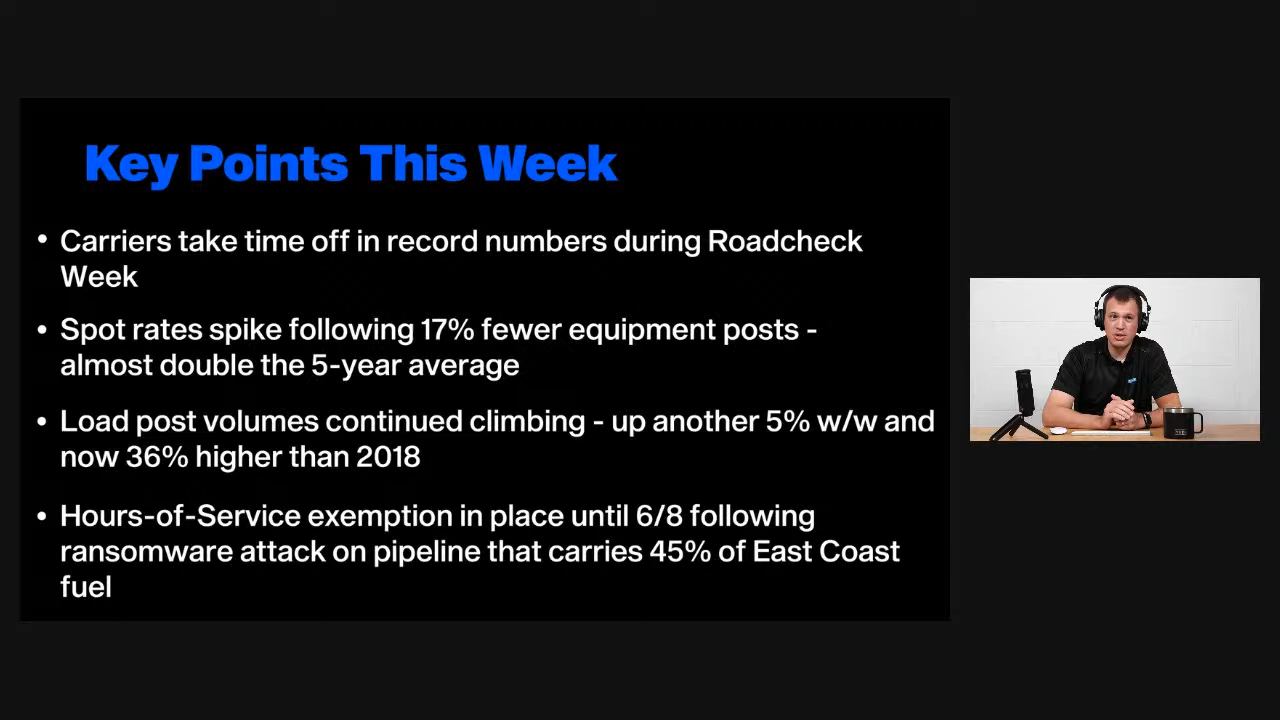 Key Points This Week
• Carriers take time off in record numbers during Roadcheck
Week
• Spot rates spike following 17% fewer equipment posts -
almost double the 5-year average
• Load post volumes continued climbing - up another 5% w/w and
now 36% higher than 2018
• Hours-of-Service exemption in place until 6/8 following
ransomware attack on pipeline that carries 45% of East Coast
fuel